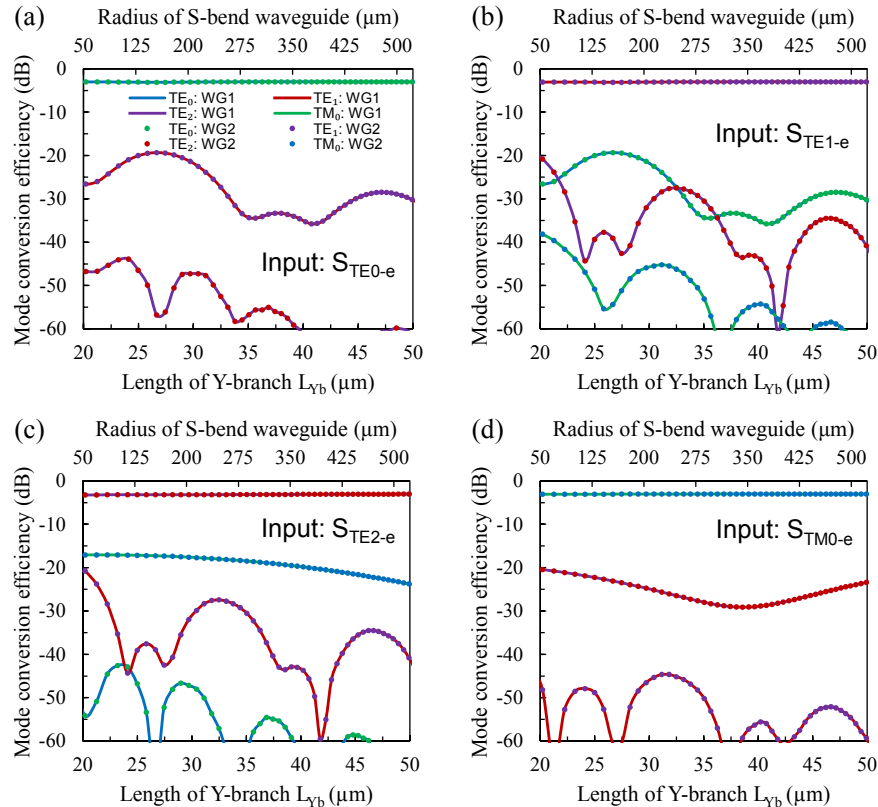 (a)
Radius of S-bend waveguide (μm)
50 125 200 275 350 425 500
0
-10
-20
-30
-40
-50
-60
Mode conversion efficiency (dB)
TE₀: WG1 TE₁: WG1
TE₂: WG1 TM₀: WG1
TE₀: WG2 TE₁: WG2
TE₂: WG2 TM₀: WG2
Input: S_TE0-e
20 25 30 35 40 45 50
Length of Y-branch L_Yb (μm)
(b)
Radius of S-bend waveguide (μm)
50 125 200 275 350 425 500
0
-10
-20
-30
-40
-50
-60
Mode conversion efficiency (dB)
Input: S_TE1-e
20 25 30 35 40 45 50
Length of Y-branch L_Yb (μm)
(c)
Radius of S-bend waveguide (μm)
50 125 200 275 350 425 500
0
-10
-20
-30
-40
-50
-60
Mode conversion efficiency (dB)
Input: S_TE2-e
20 25 30 35 40 45 50
Length of Y-branch L_Yb (μm)
(d)
Radius of S-bend waveguide (μm)
50 125 200 275 350 425 500
0
-10
-20
-30
-40
-50
-60
Mode conversion efficiency (dB)
Input: S_TM0-e
20 25 30 35 40 45 50
Length of Y-branch L_Yb (μm)